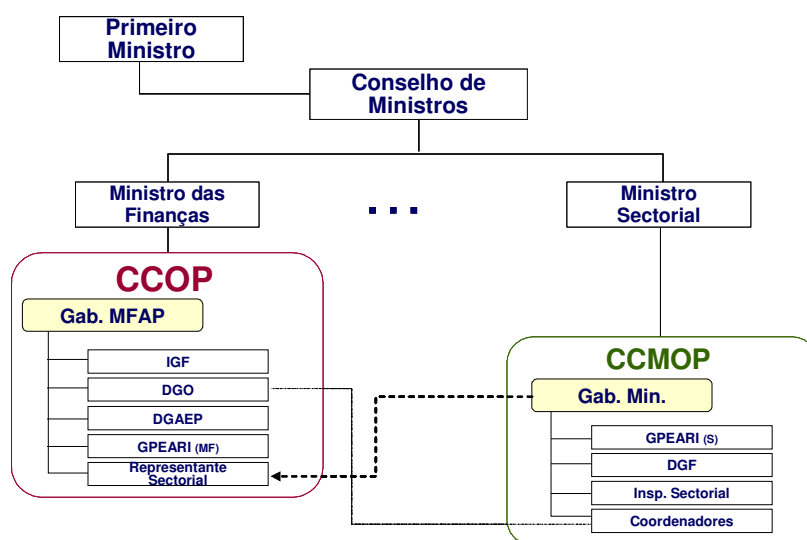 Primeiro
Ministro
Conselho de
Ministros
Ministro das
Finanças
...
Ministro
Sectorial
CCOP
Gab. MFAP
IGF
DGO
DGAEP
GPEARI (MF)
Representante
Sectorial
CCMOP
Gab. Min.
GPEARI (S)
DGF
Insp. Sectorial
Coordenadores